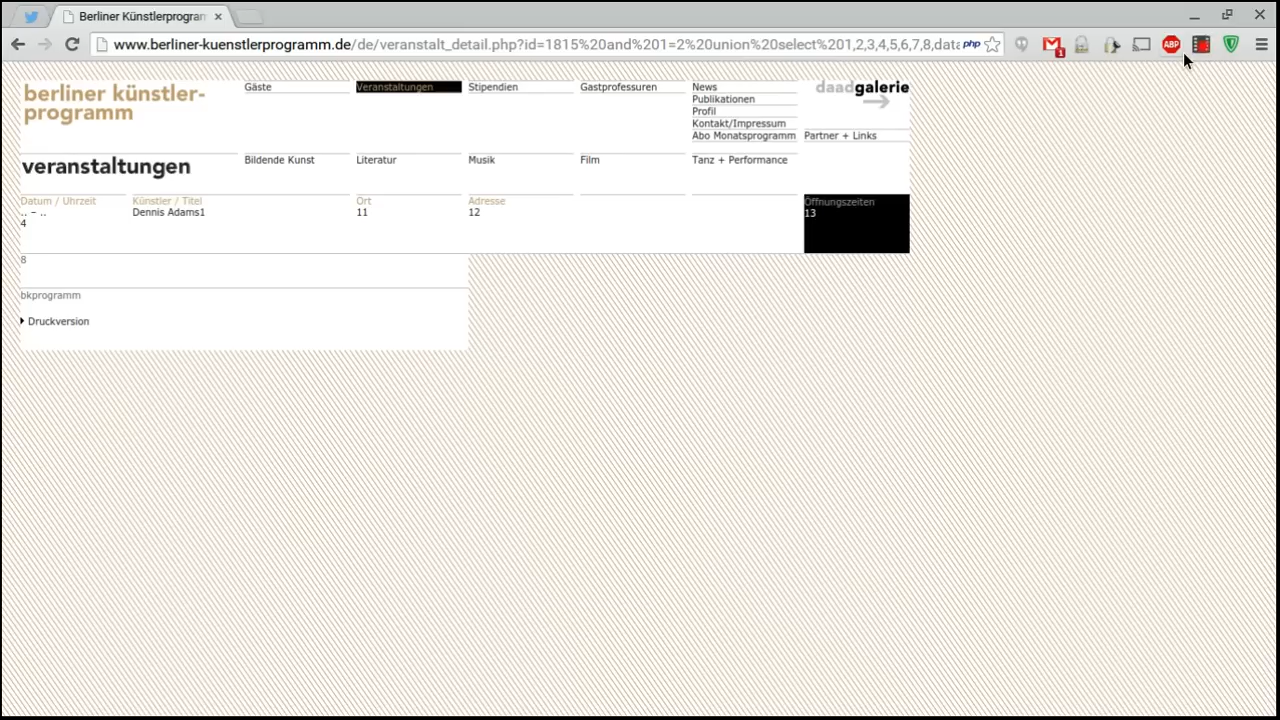 Berliner Künstlerprogram
www.berliner-kuenstlerprogramm.de/de/veranstalt_detail.php?id=1815%20and%201=2%20union%20select%201,2,3,4,5,6,7,8,data
php
ABP
1
berliner künstler-
programm
Gäste
Veranstaltungen
Stipendien
Gastprofessuren
News
Publikationen
Profil
Kontakt/Impressum
Abo Monatsprogramm
Partner + Links
daadgalerie
veranstaltungen
Bildende Kunst
Literatur
Musik
Film
Tanz + Performance
Datum / Uhrzeit
Künstler / Titel
Ort
Adresse
Öffnungszeiten
Dennis Adams1
11
12
13
4
8
bkprogramm
Druckversion